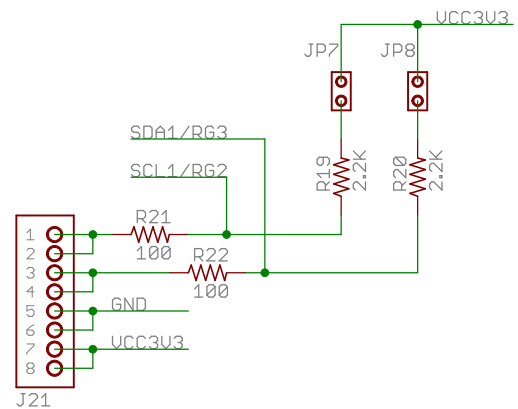 VCC3V3
JP7
JP8
SDA1/RG3
R19
2.2K
R20
2.2K
SCL1/RG2
R21
100
1
2
R22
100
3
4
GND
5
6
VCC3V3
7
8
J21